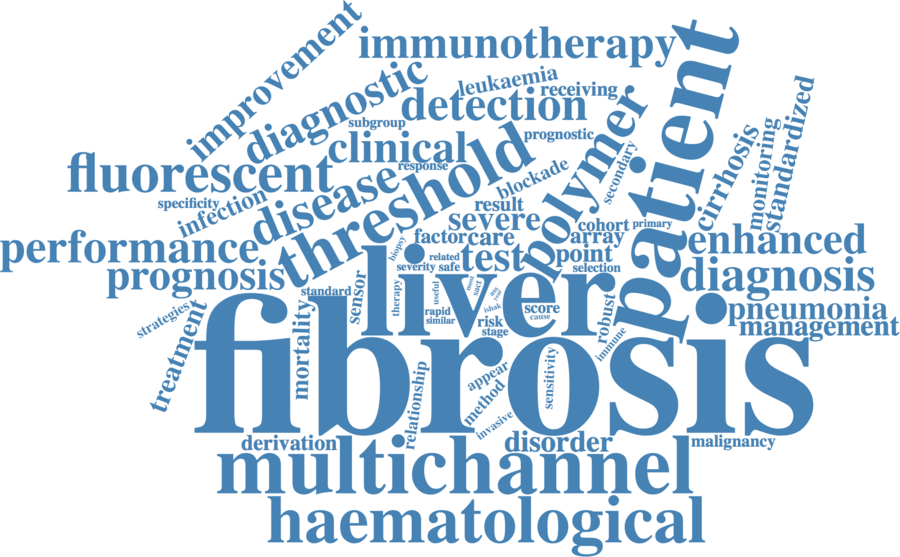 improvement
immunotherapy
patient
diagnostic
leukaemia
receiving
detection
subgroup
prognostic
polymer
standardized
monitoring
clinical
threshold
fluorescent
response
blockade
secondary
cirrhosis
specificity
disease
infection
result
severe
cohort
primary
performance
factor
care
array
enhanced
biopsy
related
test
point
prognosis
severity
safe
selection
diagnosis
liver
standard
sensor
therapy
useful
most
ishak
score
cause
robust
pneumonia
strategies
rapid
similar
risk
stage
management
treatment
mortality
fibrosis
immune
relationship
appear
method
sensitivity
invasive
derivation
disorder
malignancy
multichannel
haematological